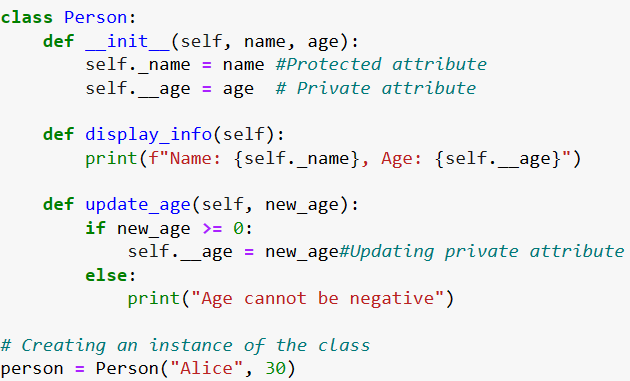 class Person:
    def __init__(self, name, age):
        self._name = name #Protected attribute
        self.__age = age  # Private attribute

    def display_info(self):
        print(f"Name: {self._name}, Age: {self.__age}")

    def update_age(self, new_age):
        if new_age >= 0:
            self.__age = new_age#Updating private attribute
        else:
            print("Age cannot be negative")

# Creating an instance of the class
person = Person("Alice", 30)